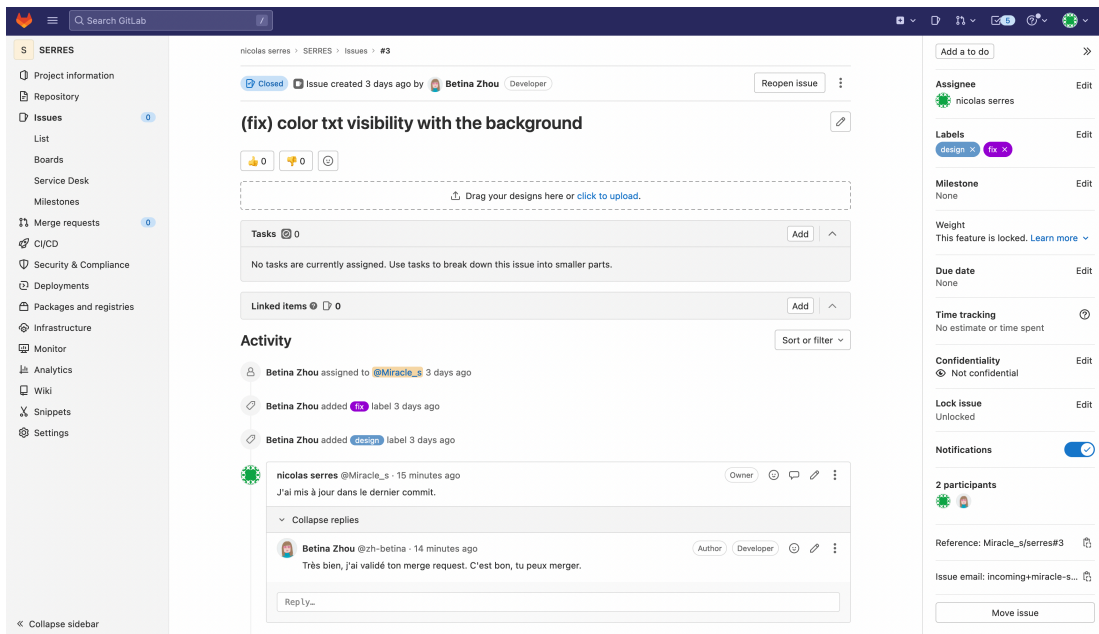 Search GitLab /
5
S SERRES
Project information
Repository
Issues 0
List
Boards
Service Desk
Milestones
Merge requests 0
CI/CD
Security & Compliance
Deployments
Packages and registries
Infrastructure
Monitor
Analytics
Wiki
Snippets
Settings
Collapse sidebar
nicolas serres > SERRES > Issues > #3
Closed Issue created 3 days ago by Betina Zhou Developer Reopen issue
(fix) color txt visibility with the background
0 0
Drag your designs here or click to upload.
Tasks 0 Add
No tasks are currently assigned. Use tasks to break down this issue into smaller parts.
Linked items 0 Add
Activity Sort or filter
Betina Zhou assigned to @Miracle_s 3 days ago
Betina Zhou added fix label 3 days ago
Betina Zhou added design label 3 days ago
nicolas serres @Miracle_s · 15 minutes ago Owner
J'ai mis à jour dans le dernier commit.
Collapse replies
Betina Zhou @zh-betina · 14 minutes ago Author Developer
Très bien, j'ai validé ton merge request. C'est bon, tu peux merger.
Reply…
Add a to do
Assignee Edit
nicolas serres
Labels Edit
design × fix ×
Milestone Edit
None
Weight
This feature is locked. Learn more
Due date Edit
None
Time tracking
No estimate or time spent
Confidentiality Edit
Not confidential
Lock issue Edit
Unlocked
Notifications
2 participants
Reference: Miracle_s/serres#3
Issue email: incoming+miracle-s...
Move issue